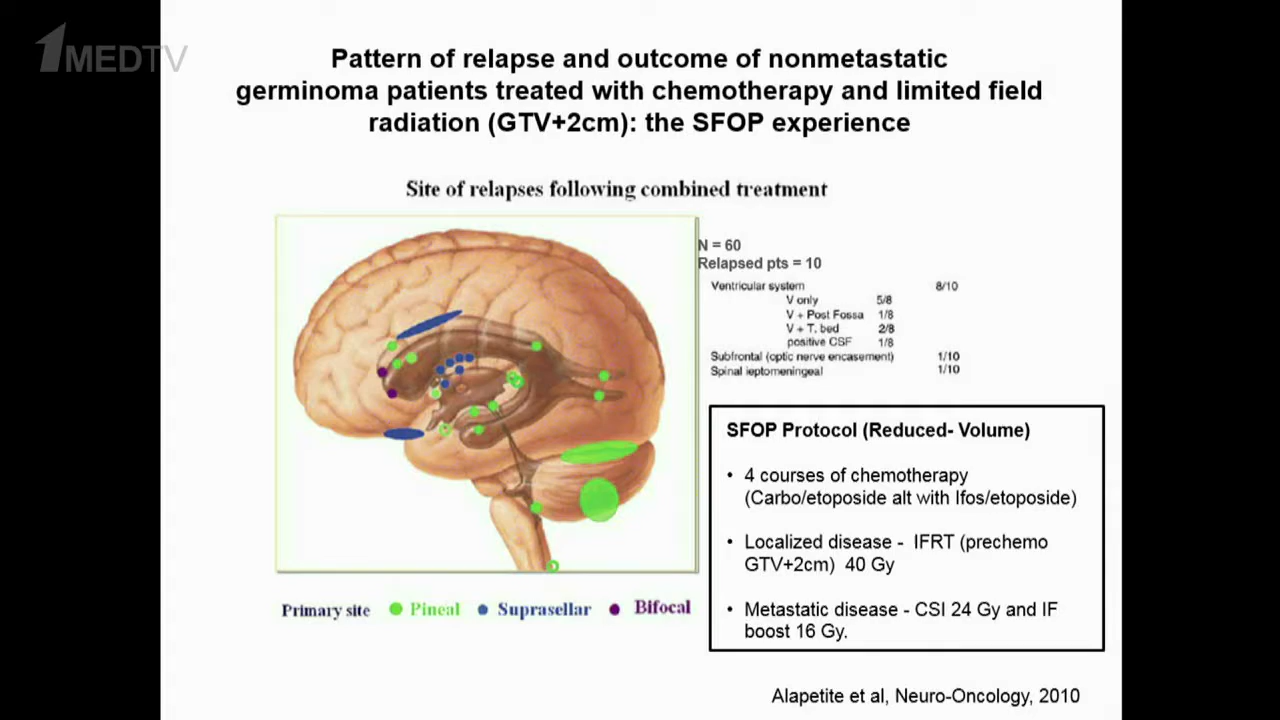 1MEDTV
Pattern of relapse and outcome of nonmetastatic
germinoma patients treated with chemotherapy and limited field
radiation (GTV+2cm): the SFOP experience
Site of relapses following combined treatment
N = 60
Relapsed pts = 10
Ventricular system 8/10
V only 5/8
V + Post Fossa 1/8
V + T. bed 2/8
positive CSF 1/8
Subfrontal (optic nerve encasement) 1/10
Spinal leptomeningeal 1/10
SFOP Protocol (Reduced- Volume)
• 4 courses of chemotherapy
(Carbo/etoposide alt with Ifos/etoposide)
• Localized disease - IFRT (prechemo
GTV+2cm) 40 Gy
• Metastatic disease - CSI 24 Gy and IF
boost 16 Gy.
Primary site Pineal Suprasellar Bifocal
Alapetite et al, Neuro-Oncology, 2010